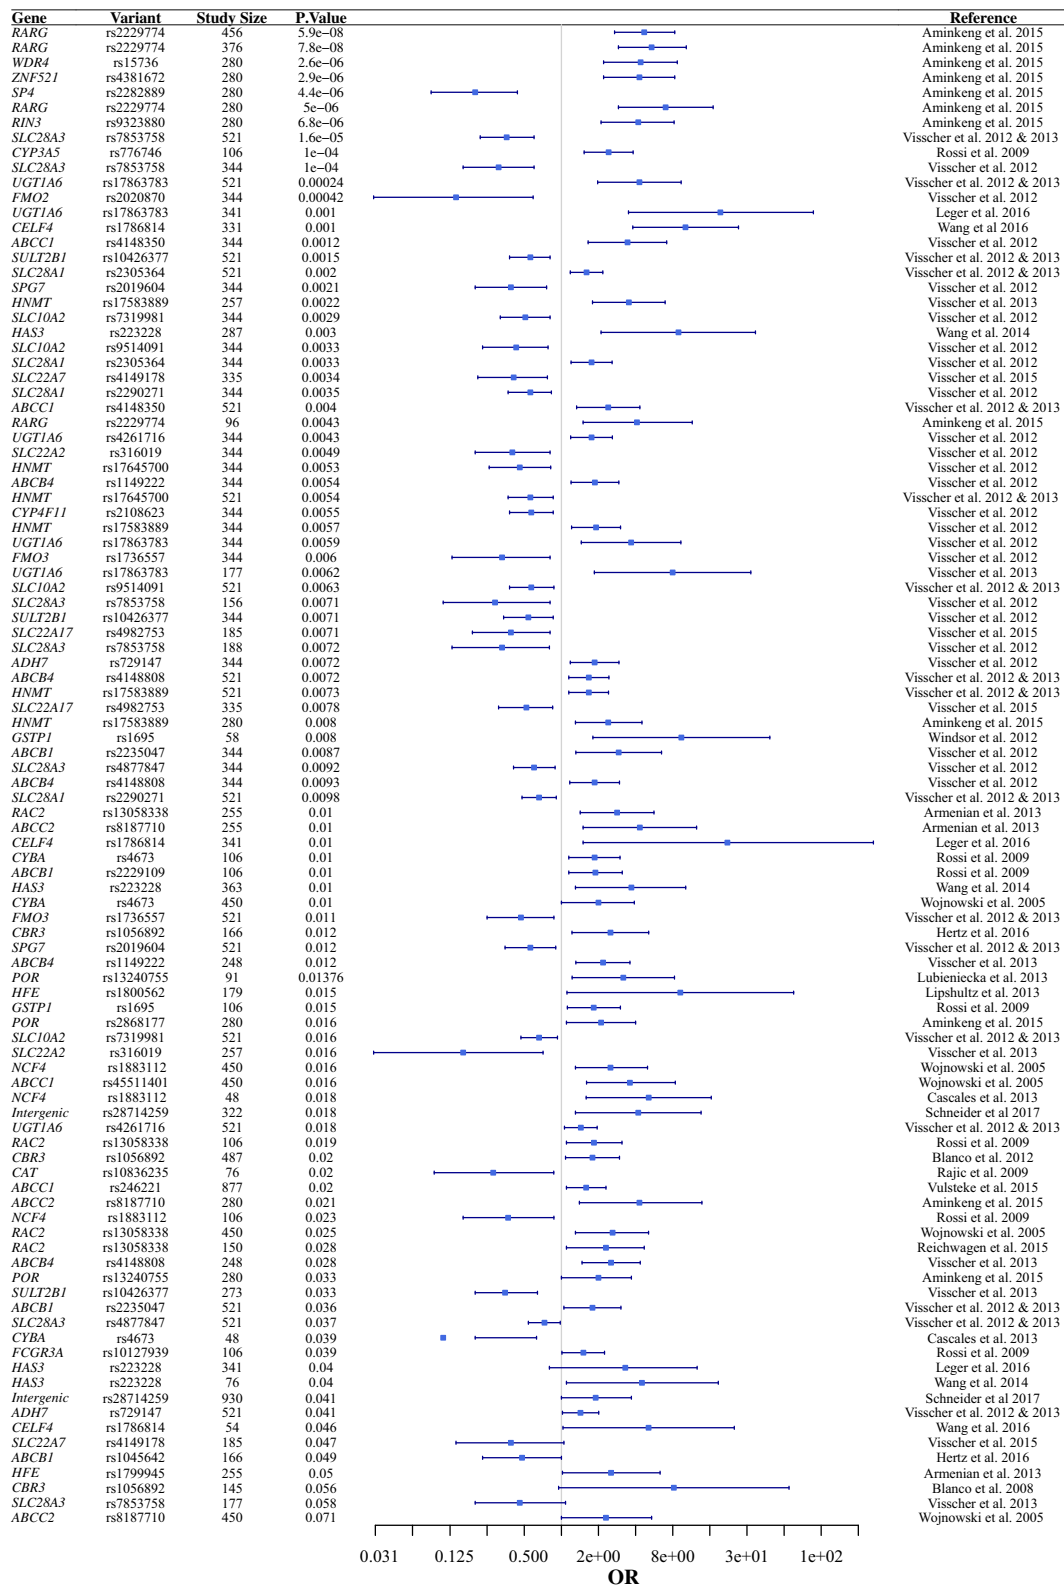 Gene Variant Study Size P.Value Reference
RARG rs2229774 456 5.9e−08 Aminkeng et al. 2015
RARG rs2229774 376 7.8e−08 Aminkeng et al. 2015
WDR4 rs15736 280 2.6e−06 Aminkeng et al. 2015
ZNF521 rs4381672 280 2.9e−06 Aminkeng et al. 2015
SP4 rs2282889 280 4.4e−06 Aminkeng et al. 2015
RARG rs2229774 280 5e−06 Aminkeng et al. 2015
RIN3 rs9323880 280 6.8e−06 Aminkeng et al. 2015
SLC28A3 rs7853758 521 1.6e−05 Visscher et al. 2012 & 2013
CYP3A5 rs776746 106 1e−04 Rossi et al. 2009
SLC28A3 rs7853758 344 1e−04 Visscher et al. 2012
UGT1A6 rs17863783 521 0.00024 Visscher et al. 2012 & 2013
FMO2 rs2020870 344 0.00042 Visscher et al. 2012
UGT1A6 rs17863783 341 0.001 Leger et al. 2016
CELF4 rs1786814 331 0.001 Wang et al 2016
ABCC1 rs4148350 344 0.0012 Visscher et al. 2012
SULT2B1 rs10426377 521 0.0015 Visscher et al. 2012 & 2013
SLC28A1 rs2305364 521 0.002 Visscher et al. 2012 & 2013
SPG7 rs2019604 344 0.0021 Visscher et al. 2012
HNMT rs17583889 257 0.0022 Visscher et al. 2013
SLC10A2 rs7319981 344 0.0029 Visscher et al. 2012
HAS3 rs223228 287 0.003 Wang et al. 2014
SLC10A2 rs9514091 344 0.0033 Visscher et al. 2012
SLC28A1 rs2305364 344 0.0033 Visscher et al. 2012
SLC22A7 rs4149178 335 0.0034 Visscher et al. 2015
SLC28A1 rs2290271 344 0.0035 Visscher et al. 2012
ABCC1 rs4148350 521 0.004 Visscher et al. 2012 & 2013
RARG rs2229774 96 0.0043 Aminkeng et al. 2015
UGT1A6 rs4261716 344 0.0043 Visscher et al. 2012
SLC22A2 rs316019 344 0.0049 Visscher et al. 2012
HNMT rs17645700 344 0.0053 Visscher et al. 2012
ABCB4 rs1149222 344 0.0054 Visscher et al. 2012
HNMT rs17645700 521 0.0054 Visscher et al. 2012 & 2013
CYP4F11 rs2108623 344 0.0055 Visscher et al. 2012
HNMT rs17583889 344 0.0057 Visscher et al. 2012
UGT1A6 rs17863783 344 0.0059 Visscher et al. 2012
FMO3 rs1736557 344 0.006 Visscher et al. 2012
UGT1A6 rs17863783 177 0.0062 Visscher et al. 2013
SLC10A2 rs9514091 521 0.0063 Visscher et al. 2012 & 2013
SLC28A3 rs7853758 156 0.0071 Visscher et al. 2012
SULT2B1 rs10426377 344 0.0071 Visscher et al. 2012
SLC22A17 rs4982753 185 0.0071 Visscher et al. 2015
SLC28A3 rs7853758 188 0.0072 Visscher et al. 2012
ADH7 rs729147 344 0.0072 Visscher et al. 2012
ABCB4 rs4148808 521 0.0072 Visscher et al. 2012 & 2013
HNMT rs17583889 521 0.0073 Visscher et al. 2012 & 2013
SLC22A17 rs4982753 335 0.0078 Visscher et al. 2015
HNMT rs17583889 280 0.008 Aminkeng et al. 2015
GSTP1 rs1695 58 0.008 Windsor et al. 2012
ABCB1 rs2235047 344 0.0087 Visscher et al. 2012
SLC28A3 rs4877847 344 0.0092 Visscher et al. 2012
ABCB4 rs4148808 344 0.0093 Visscher et al. 2012
SLC28A1 rs2290271 521 0.0098 Visscher et al. 2012 & 2013
RAC2 rs13058338 255 0.01 Armenian et al. 2013
ABCC2 rs8187710 255 0.01 Armenian et al. 2013
CELF4 rs1786814 341 0.01 Leger et al. 2016
CYBA rs4673 106 0.01 Rossi et al. 2009
ABCB1 rs2229109 106 0.01 Rossi et al. 2009
HAS3 rs223228 363 0.01 Wang et al. 2014
CYBA rs4673 450 0.01 Wojnowski et al. 2005
FMO3 rs1736557 521 0.011 Visscher et al. 2012 & 2013
CBR3 rs1056892 166 0.012 Hertz et al. 2016
SPG7 rs2019604 521 0.012 Visscher et al. 2012 & 2013
ABCB4 rs1149222 248 0.012 Visscher et al. 2013
POR rs13240755 91 0.01376 Lubieniecka et al. 2013
HFE rs1800562 179 0.015 Lipshultz et al. 2013
GSTP1 rs1695 106 0.015 Rossi et al. 2009
POR rs2868177 280 0.016 Aminkeng et al. 2015
SLC10A2 rs7319981 521 0.016 Visscher et al. 2012 & 2013
SLC22A2 rs316019 257 0.016 Visscher et al. 2013
NCF4 rs1883112 450 0.016 Wojnowski et al. 2005
ABCC1 rs45511401 450 0.016 Wojnowski et al. 2005
NCF4 rs1883112 48 0.018 Cascales et al. 2013
Intergenic rs28714259 322 0.018 Schneider et al 2017
UGT1A6 rs4261716 521 0.018 Visscher et al. 2012 & 2013
RAC2 rs13058338 106 0.019 Rossi et al. 2009
CBR3 rs1056892 487 0.02 Blanco et al. 2012
CAT rs10836235 76 0.02 Rajic et al. 2009
ABCC1 rs246221 877 0.02 Vulsteke et al. 2015
ABCC2 rs8187710 280 0.021 Aminkeng et al. 2015
NCF4 rs1883112 106 0.023 Rossi et al. 2009
RAC2 rs13058338 450 0.025 Wojnowski et al. 2005
RAC2 rs13058338 150 0.028 Reichwagen et al. 2015
ABCB4 rs4148808 248 0.028 Visscher et al. 2013
POR rs13240755 280 0.033 Aminkeng et al. 2015
SULT2B1 rs10426377 273 0.033 Visscher et al. 2013
ABCB1 rs2235047 521 0.036 Visscher et al. 2012 & 2013
SLC28A3 rs4877847 521 0.037 Visscher et al. 2012 & 2013
CYBA rs4673 48 0.039 Cascales et al. 2013
FCGR3A rs10127939 106 0.039 Rossi et al. 2009
HAS3 rs223228 341 0.04 Leger et al. 2016
HAS3 rs223228 76 0.04 Wang et al. 2014
Intergenic rs28714259 930 0.041 Schneider et al 2017
ADH7 rs729147 521 0.041 Visscher et al. 2012 & 2013
CELF4 rs1786814 54 0.046 Wang et al. 2016
SLC22A7 rs4149178 185 0.047 Visscher et al. 2015
ABCB1 rs1045642 166 0.049 Hertz et al. 2016
HFE rs1799945 255 0.05 Armenian et al. 2013
CBR3 rs1056892 145 0.056 Blanco et al. 2008
SLC28A3 rs7853758 177 0.058 Visscher et al. 2013
ABCC2 rs8187710 450 0.071 Wojnowski et al. 2005
0.031 0.125 0.500 2e+00 8e+00 3e+01 1e+02
OR